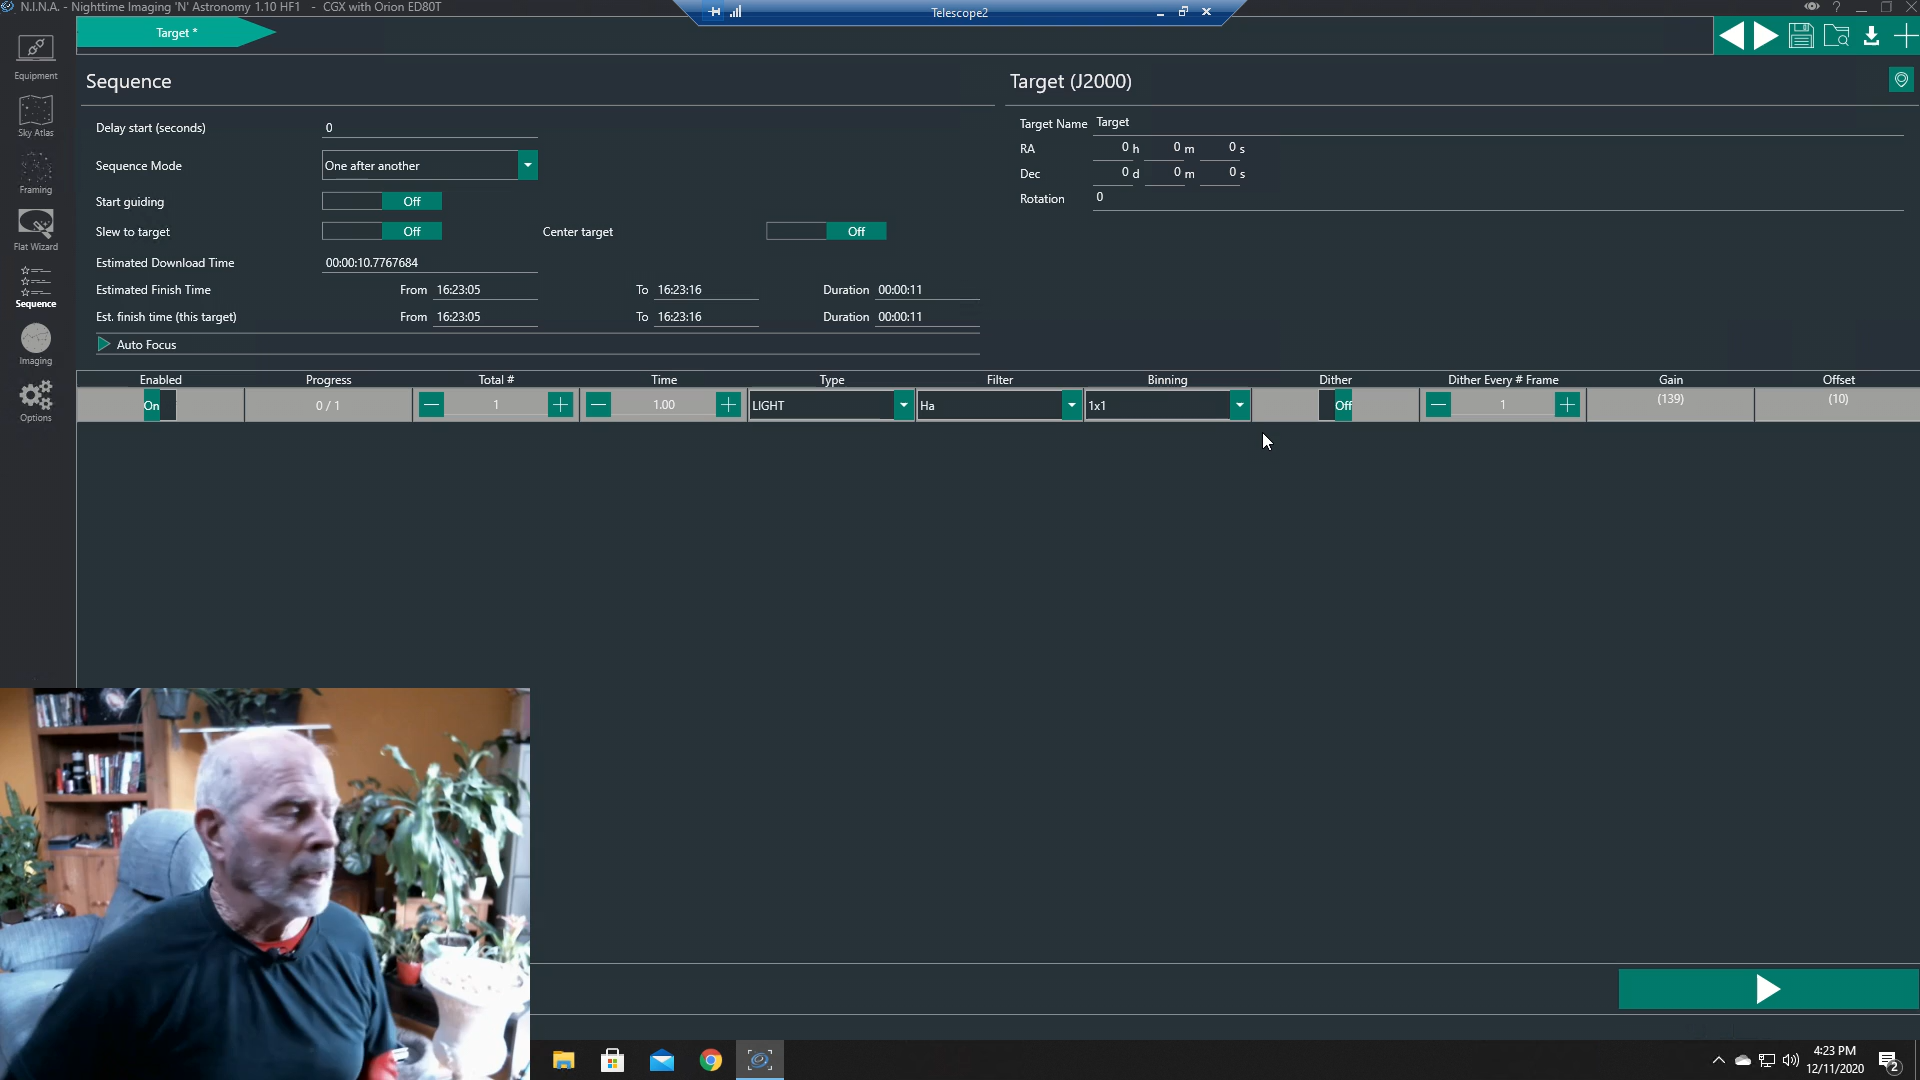 N.I.N.A. - Nighttime Imaging 'N' Astronomy 1.10 HF1 - CGX with Orion ED80T
Telescope2
Target *
Equipment
Sky Atlas
Framing
Flat Wizard
Sequence
Imaging
Options
Sequence
Delay start (seconds) 0
Sequence Mode One after another
Start guiding Off
Slew to target Off Center target Off
Estimated Download Time 00:00:10.7767684
Estimated Finish Time From 16:23:05 To 16:23:16 Duration 00:00:11
Est. finish time (this target) From 16:23:05 To 16:23:16 Duration 00:00:11
Auto Focus
Target (J2000)
Target Name Target
RA 0 h 0 m 0 s
Dec 0 d 0 m 0 s
Rotation 0
Enabled Progress Total # Time Type Filter Binning Dither Dither Every # Frame Gain Offset
On 0 / 1 1 1.00 LIGHT Ha 1x1 Off 1 (139) (10)
4:23 PM
12/11/2020
2